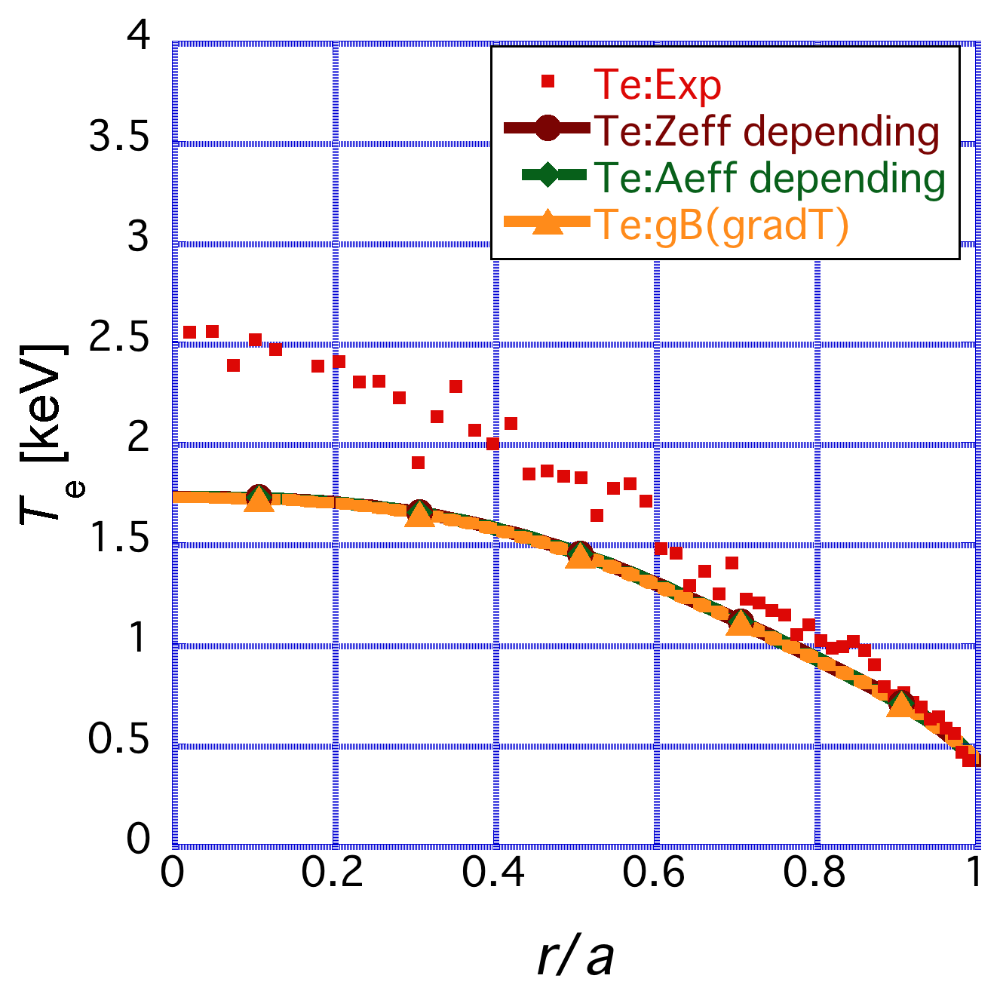 4
3.5
3
2.5
2
1.5
1
0.5
0
Te:Exp
Te:Zeff depending
Te:Aeff depending
Te:gB(gradT)
Te [keV]
0 0.2 0.4 0.6 0.8 1
r/a